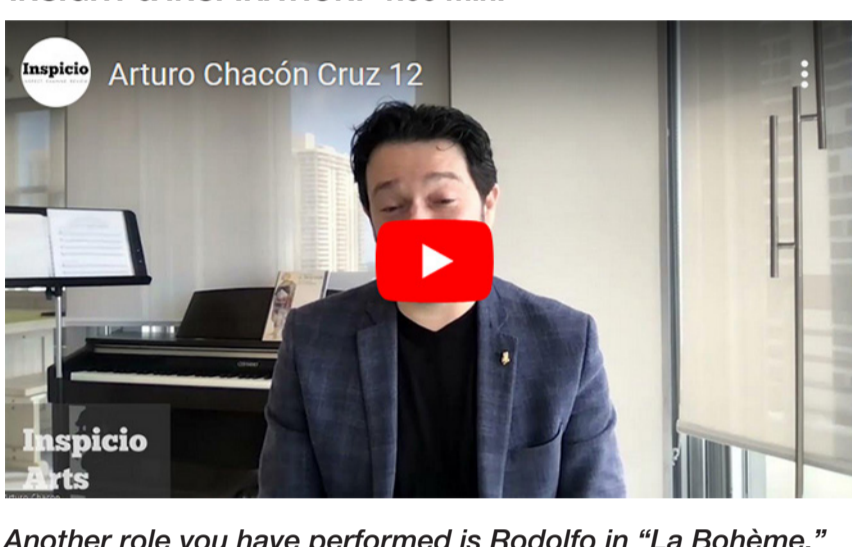 Inspicio
Arturo Chacón Cruz 12
Inspicio
Arts
Another role you have performed is Rodolfo in “La Bohème.”